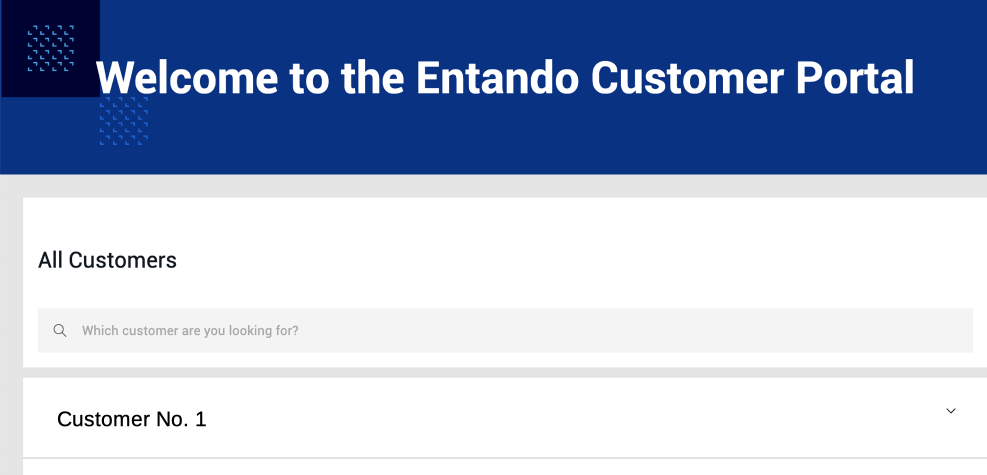 Welcome to the Entando Customer Portal
All Customers
Which customer are you looking for?
Customer No. 1